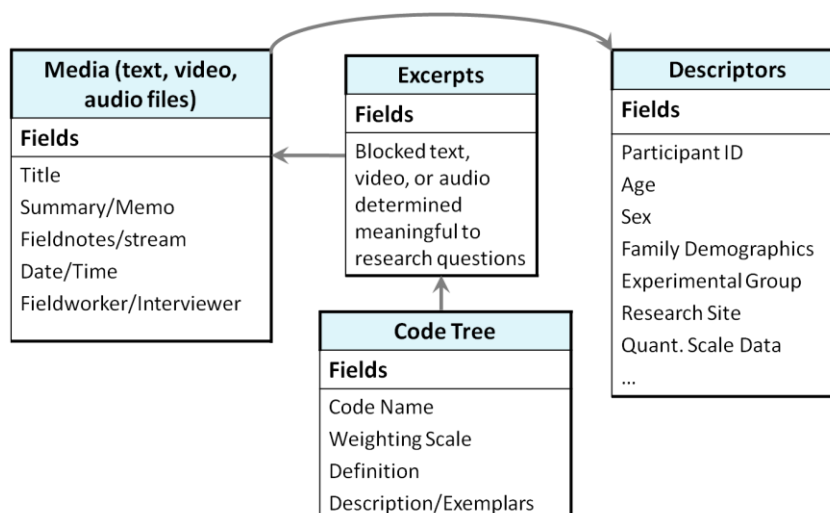 Media (text, video,
audio files)
Fields
Title
Summary/Memo
Fieldnotes/stream
Date/Time
Fieldworker/Interviewer
Excerpts
Fields
Blocked text,
video, or audio
determined
meaningful to
research questions
Descriptors
Fields
Participant ID
Age
Sex
Family Demographics
Experimental Group
Research Site
Quant. Scale Data
...
Code Tree
Fields
Code Name
Weighting Scale
Definition
Description/Exemplars